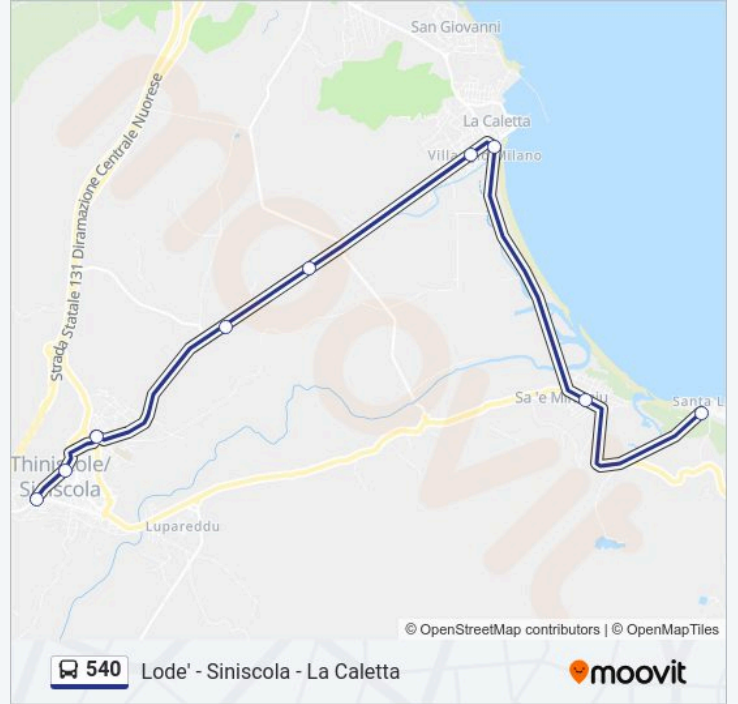 San Giovanni
La Caletta
Strada Statale 131 Diramazione Centrale Nuorese
Santa L
Thiniscole/
Siniscola
Lupareddu
© OpenStreetMap contributors | © OpenMapTiles
540 Lode' - Siniscola - La Caletta
moovit